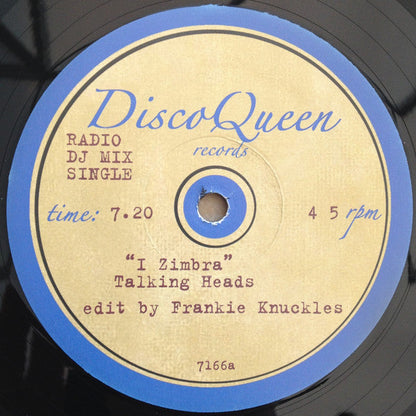 DiscoQueen
records
RADIO
DJ MIX
SINGLE
time: 7.20 4 5 rpm
"I Zimbra"
Talking Heads
edit by Frankie Knuckles
7166a